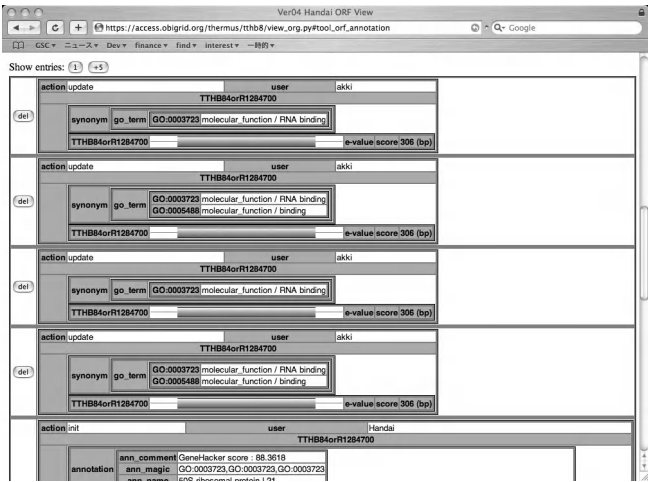 Ver04 Handai ORF View
https://access.obigrid.org/thermus/tthb8/view_org.py#tool_orf_annotation
Google
GSC ニュース Dev finance find interest 一時的
Show entries: 1 +5
del
action update user akki
TTHB84orR1284700
synonym go_term GO:0003723 molecular_function / RNA binding
TTHB84orR1284700 e-value score 306 (bp)
del
action update user akki
TTHB84orR1284700
synonym go_term GO:0003723 molecular_function / RNA binding
GO:0005488 molecular_function / binding
TTHB84orR1284700 e-value score 306 (bp)
del
action update user akki
TTHB84orR1284700
synonym go_term GO:0003723 molecular_function / RNA binding
TTHB84orR1284700 e-value score 306 (bp)
del
action update user akki
TTHB84orR1284700
synonym go_term GO:0003723 molecular_function / RNA binding
GO:0005488 molecular_function / binding
TTHB84orR1284700 e-value score 306 (bp)
action init user Handai
TTHB84orR1284700
annotation ann_comment GeneHacker score : 88.3618
ann_magic GO:0003723,GO:0003723,GO:0003723
ann_name 50S ribosomal protein L21